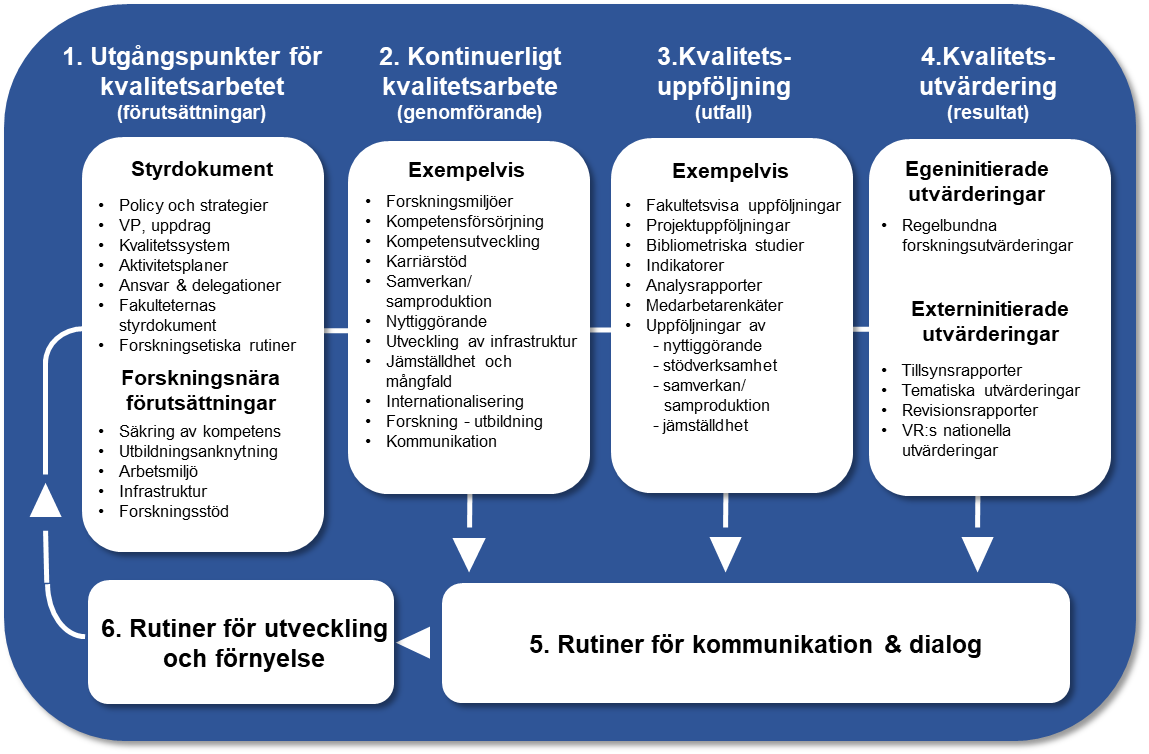 1. Utgångspunkter för
kvalitetsarbetet
(förutsättningar)
Styrdokument
• Policy och strategier
• VP, uppdrag
• Kvalitetssystem
• Aktivitetsplaner
• Ansvar & delegationer
• Fakulteternas
styrdokument
• Forskningsetiska rutiner
Forskningsnära
förutsättningar
• Säkring av kompetens
• Utbildningsanknytning
• Arbetsmiljö
• Infrastruktur
• Forskningsstöd
2. Kontinuerligt
kvalitetsarbete
(genomförande)
Exempelvis
• Forskningsmiljöer
• Kompetensförsörjning
• Kompetensutveckling
• Karriärstöd
• Samverkan/
samproduktion
• Nyttiggörande
• Utveckling av infrastruktur
• Jämställdhet och
mångfald
• Internationalisering
• Forskning - utbildning
• Kommunikation
3.Kvalitets-
uppföljning
(utfall)
Exempelvis
• Fakultetsvisa uppföljningar
• Projektuppföljningar
• Bibliometriska studier
• Indikatorer
• Analysrapporter
• Medarbetarenkäter
• Uppföljningar av
- nyttiggörande
- stödverksamhet
- samverkan/
samproduktion
- jämställdhet
4.Kvalitets-
utvärdering
(resultat)
Egeninitierade
utvärderingar
• Regelbundna
forskningsutvärderingar
Externinitierade
utvärderingar
• Tillsynsrapporter
• Tematiska utvärderingar
• Revisionsrapporter
• VR:s nationella
utvärderingar
5. Rutiner för kommunikation & dialog
6. Rutiner för utveckling
och förnyelse